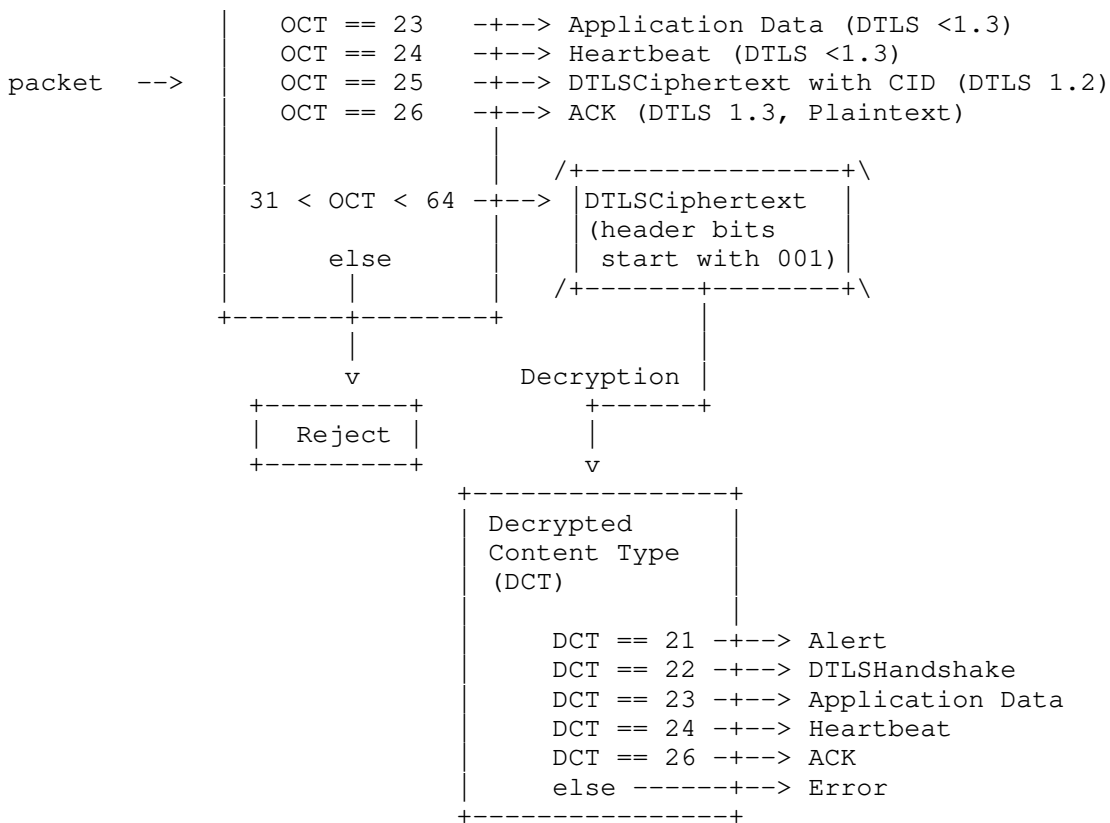 OCT == 23 -+--> Application Data (DTLS <1.3)
OCT == 24 -+--> Heartbeat (DTLS <1.3)
packet --> OCT == 25 -+--> DTLSCiphertext with CID (DTLS 1.2)
OCT == 26 -+--> ACK (DTLS 1.3, Plaintext)
/+----------------+\
31 < OCT < 64 -+--> |DTLSCiphertext |
|(header bits |
else | | start with 001)|
/+-------+--------+\
+-------+--------+
v Decryption |
+---------+ +------+
| Reject | |
+---------+ v
+----------------+
| Decrypted |
| Content Type |
| (DCT) |
| DCT == 21 -+--> Alert
| DCT == 22 -+--> DTLSHandshake
| DCT == 23 -+--> Application Data
| DCT == 24 -+--> Heartbeat
| DCT == 26 -+--> ACK
| else ------+--> Error
+----------------+